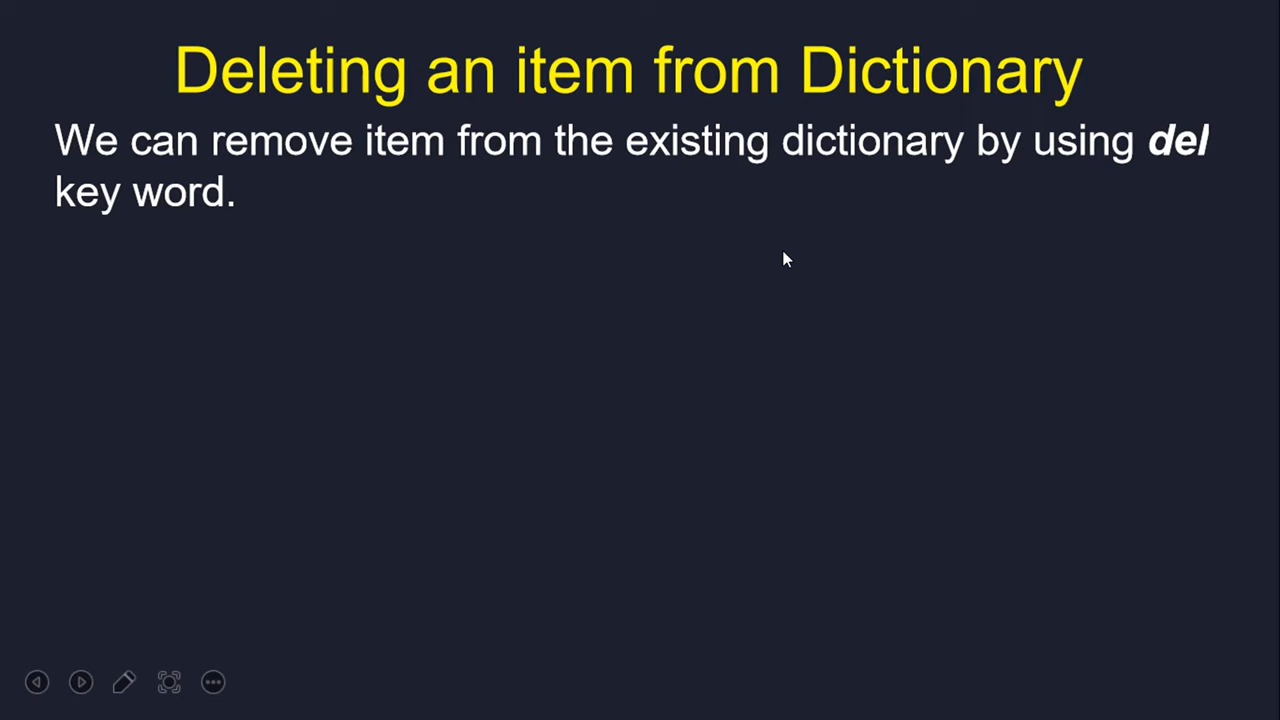 Deleting an item from Dictionary
We can remove item from the existing dictionary by using del
key word.